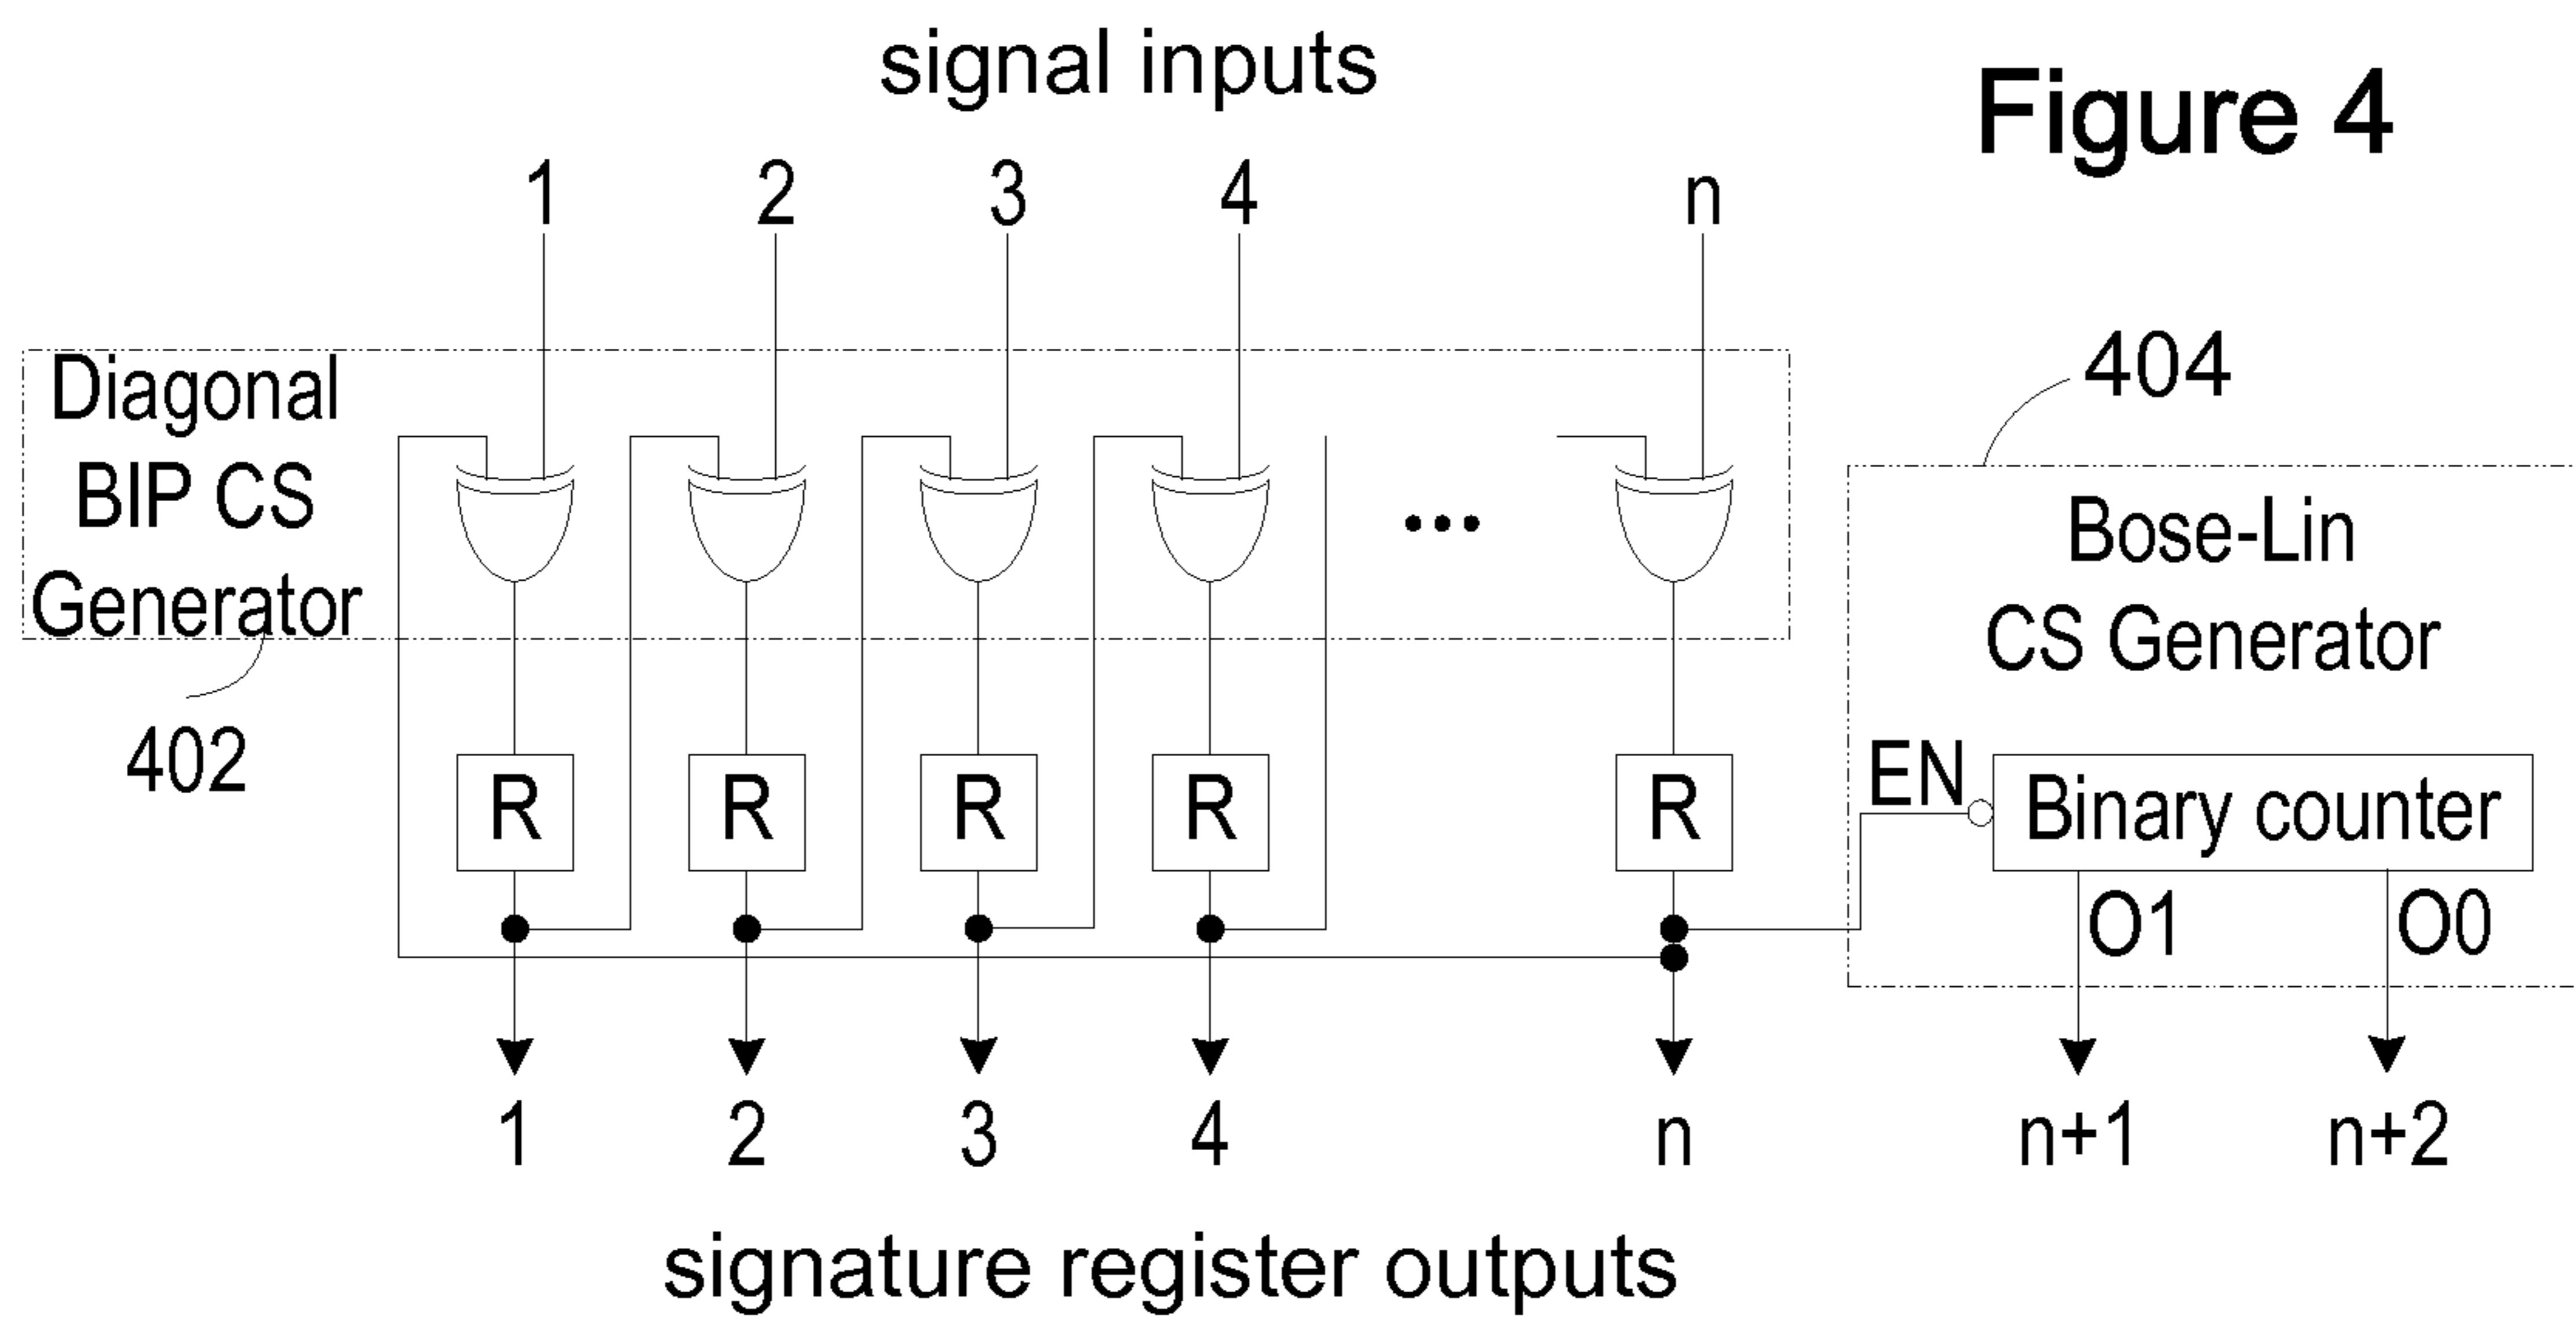 signal inputs
Figure 4
1 2 3 4 n
Diagonal
BIP CS
Generator
402
404
Bose-Lin
CS Generator
R R R R R
EN
Binary counter
O1 O0
1 2 3 4 n n+1 n+2
signature register outputs